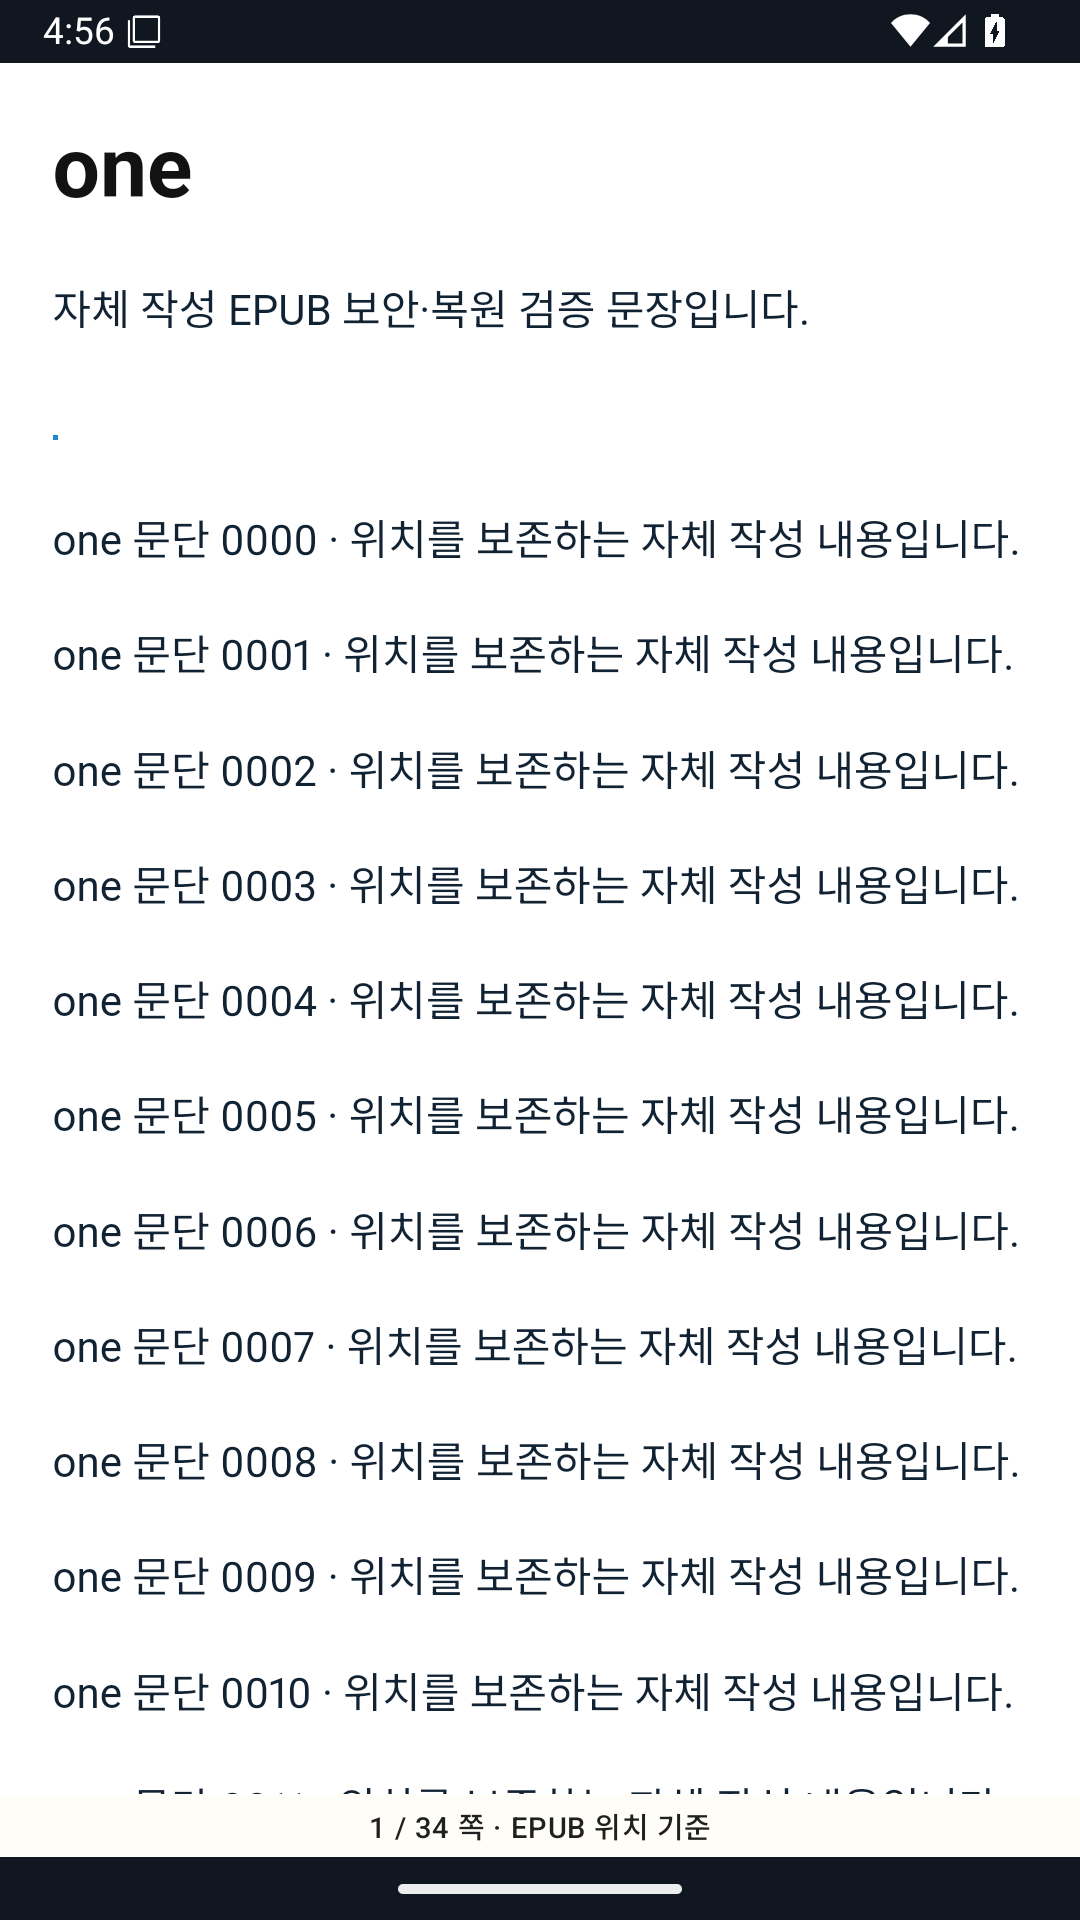 4:56
one
자체 작성 EPUB 보안·복원 검증 문장입니다.
one 문단 0000 · 위치를 보존하는 자체 작성 내용입니다.
one 문단 0001 · 위치를 보존하는 자체 작성 내용입니다.
one 문단 0002 · 위치를 보존하는 자체 작성 내용입니다.
one 문단 0003 · 위치를 보존하는 자체 작성 내용입니다.
one 문단 0004 · 위치를 보존하는 자체 작성 내용입니다.
one 문단 0005 · 위치를 보존하는 자체 작성 내용입니다.
one 문단 0006 · 위치를 보존하는 자체 작성 내용입니다.
one 문단 0007 · 위치를 보존하는 자체 작성 내용입니다.
one 문단 0008 · 위치를 보존하는 자체 작성 내용입니다.
one 문단 0009 · 위치를 보존하는 자체 작성 내용입니다.
one 문단 0010 · 위치를 보존하는 자체 작성 내용입니다.
1 / 34 쪽 · EPUB 위치 기준